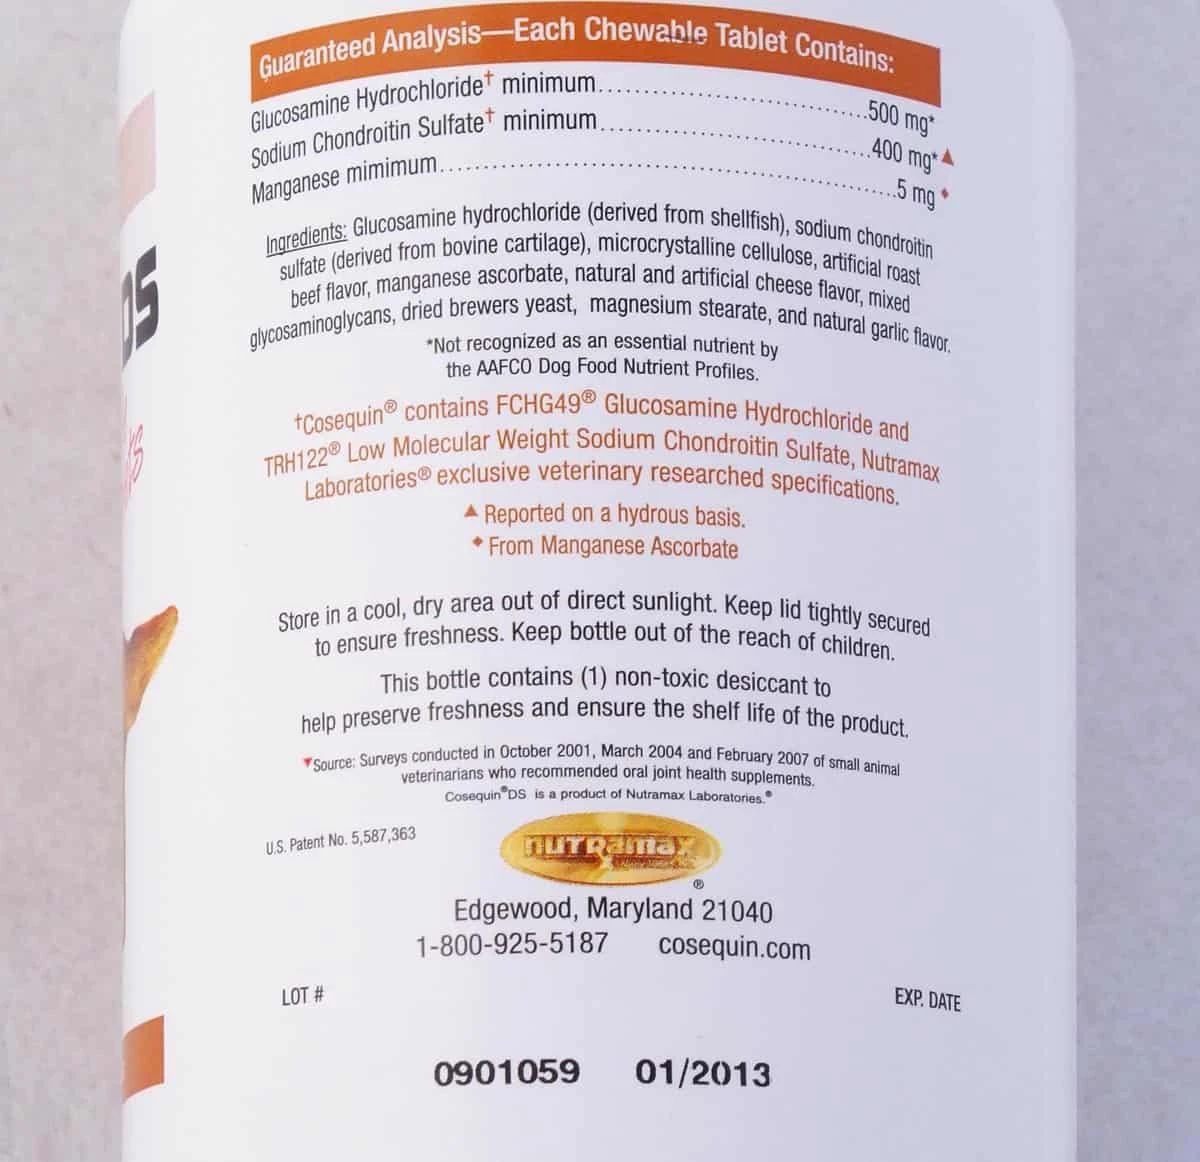 Guaranteed Analysis—Each Chewable Tablet Contains:
Glucosamine Hydrochloride† minimum....................500 mg*
Sodium Chondroitin Sulfate† minimum....................400 mg*▲
Manganese mimimum....................5 mg ♦
Ingredients: Glucosamine hydrochloride (derived from shellfish), sodium chondroitin
sulfate (derived from bovine cartilage), microcrystalline cellulose, artificial roast
beef flavor, manganese ascorbate, natural and artificial cheese flavor, mixed
glycosaminoglycans, dried brewers yeast, magnesium stearate, and natural garlic flavor.
*Not recognized as an essential nutrient by
the AAFCO Dog Food Nutrient Profiles.
†Cosequin® contains FCHG49® Glucosamine Hydrochloride and
TRH122® Low Molecular Weight Sodium Chondroitin Sulfate, Nutramax
Laboratories® exclusive veterinary researched specifications.
▲ Reported on a hydrous basis.
♦ From Manganese Ascorbate
Store in a cool, dry area out of direct sunlight. Keep lid tightly secured
to ensure freshness. Keep bottle out of the reach of children.
This bottle contains (1) non-toxic desiccant to
help preserve freshness and ensure the shelf life of the product.
▼Source: Surveys conducted in October 2001, March 2004 and February 2007 of small animal
veterinarians who recommended oral joint health supplements.
Cosequin®DS is a product of Nutramax Laboratories.®
U.S. Patent No. 5,587,363
nutramax
®
Edgewood, Maryland 21040
1-800-925-5187 cosequin.com
LOT # EXP. DATE
0901059 01/2013
DS